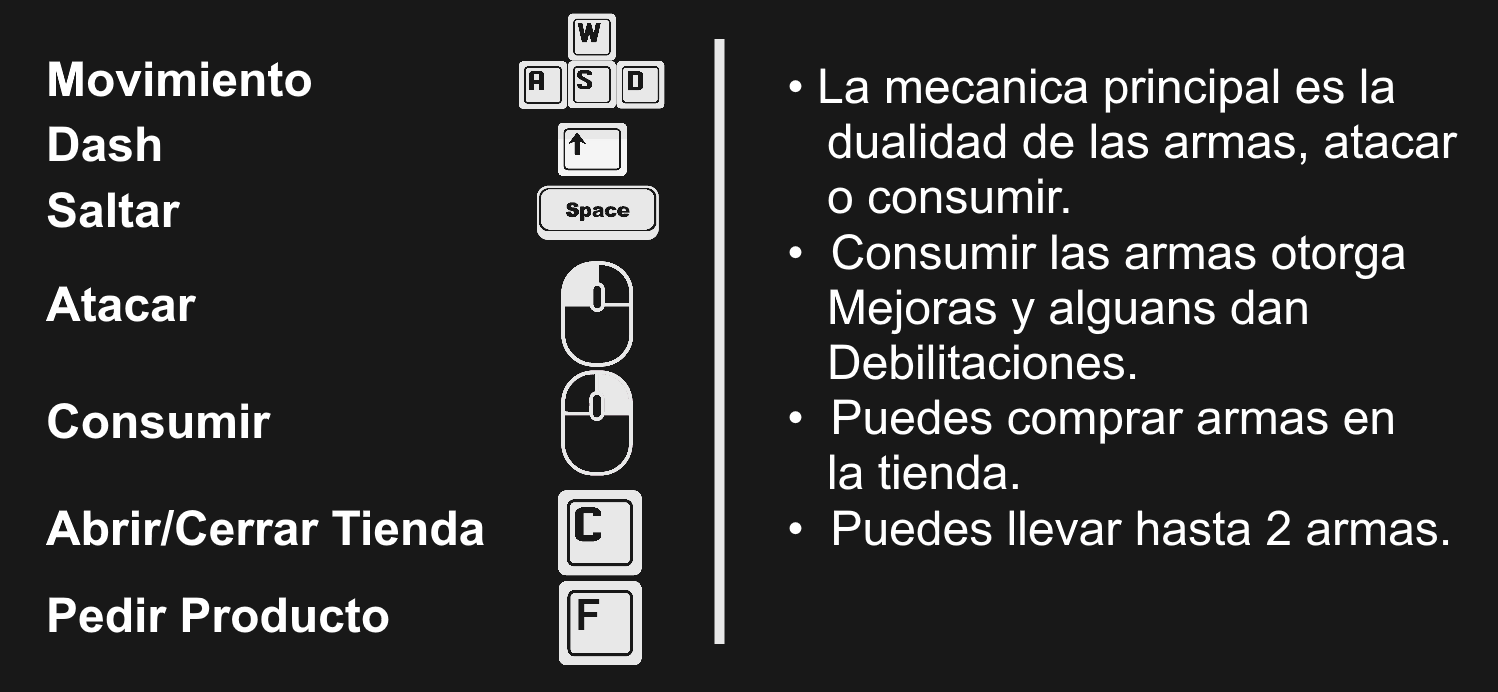 Movimiento
W
A S D
Dash
Saltar
Space
Atacar
Consumir
Abrir/Cerrar Tienda
C
Pedir Producto
F
• La mecanica principal es la
dualidad de las armas, atacar
o consumir.
• Consumir las armas otorga
Mejoras y alguans dan
Debilitaciones.
• Puedes comprar armas en
la tienda.
• Puedes llevar hasta 2 armas.